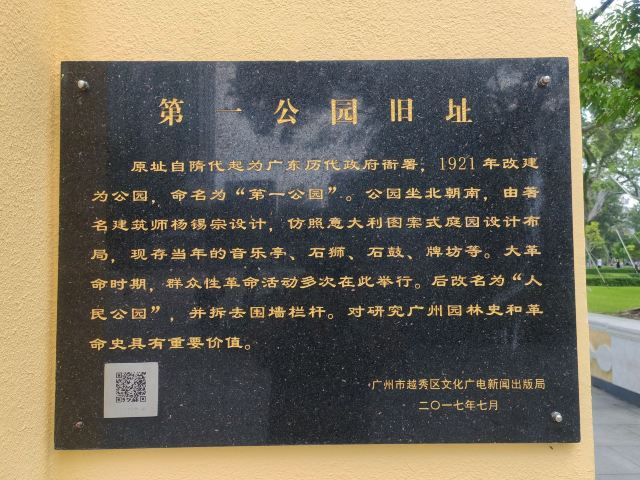 第一公园旧址
原址自隋代起为广东历代政府衙署，1921年改建
为公园，命名为“第一公园”。公园坐北朝南，由著
名建筑师杨锡宗设计，仿照意大利图案式庭园设计布
局，现存当年的音乐亭、石狮、石鼓、牌坊等。大革
命时期，群众性革命活动多次在此举行。后改名为“人
民公园”，并拆去围墙栏杆。对研究广州园林史和革
命史具有重要价值。
广州市越秀区文化广电新闻出版局
二〇一七年七月